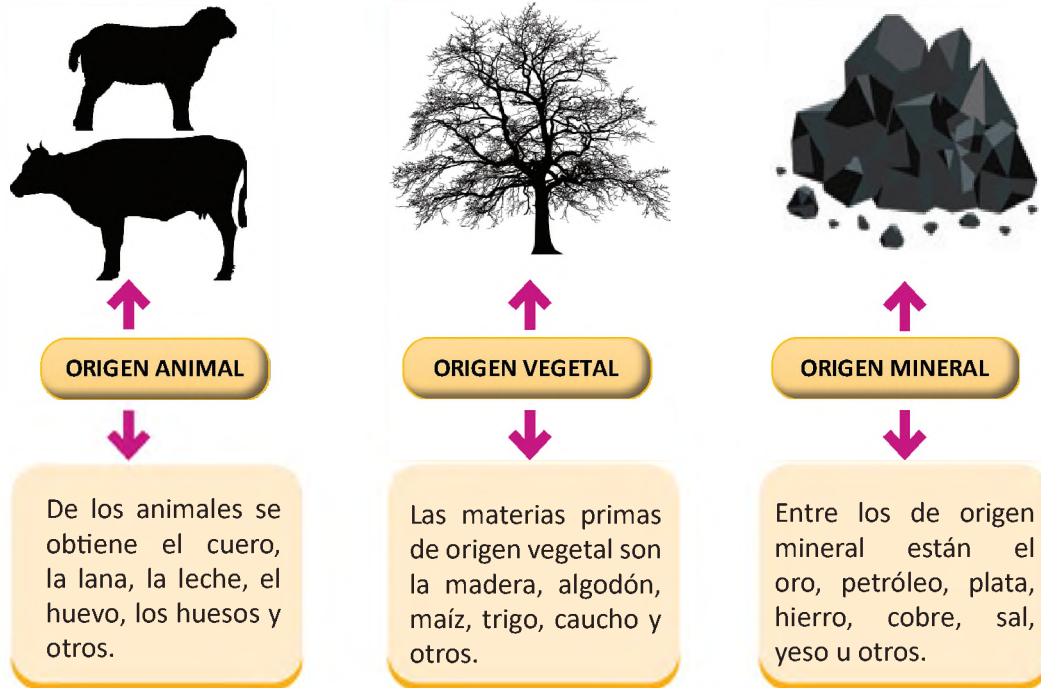 ORIGEN ANIMAL
De los animales se
obtiene el cuero,
la lana, la leche, el
huevo, los huesos y
otros.
ORIGEN VEGETAL
Las materias primas
de origen vegetal son
la madera, algodón,
maíz, trigo, caucho y
otros.
ORIGEN MINERAL
Entre los de origen
mineral están el
oro, petróleo, plata,
hierro, cobre, sal,
yeso u otros.